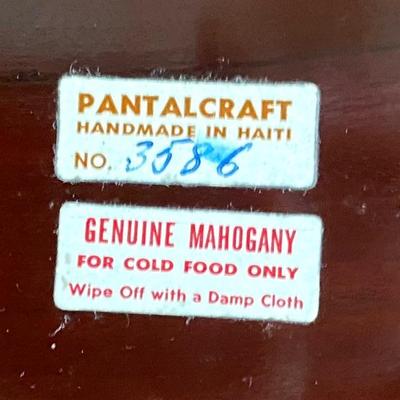 PANTALCRAFT
HANDMADE IN HAITI
NO. 3586
GENUINE MAHOGANY
FOR COLD FOOD ONLY
Wipe Off with a Damp Cloth